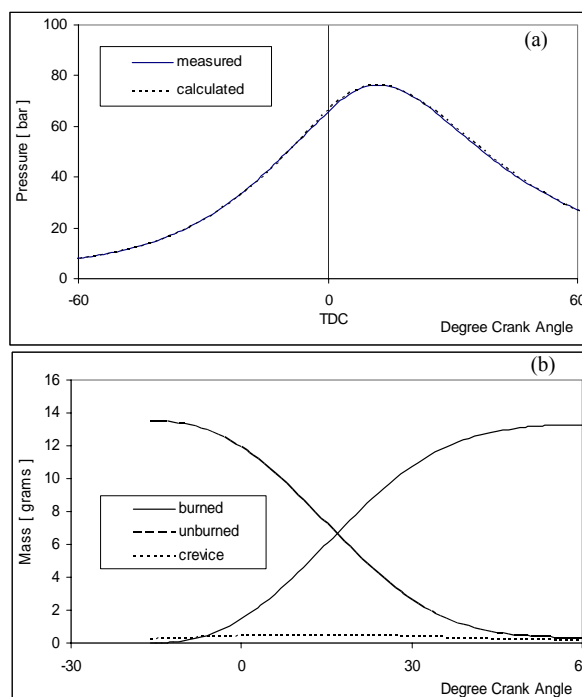 (a)
100
80
60
40
20
0
Pressure [ bar ]
measured
calculated
-60
0
60
TDC
Degree Crank Angle
(b)
16
14
12
10
8
6
4
2
0
Mass [ grams ]
burned
unburned
crevice
-30
0
30
60
Degree Crank Angle